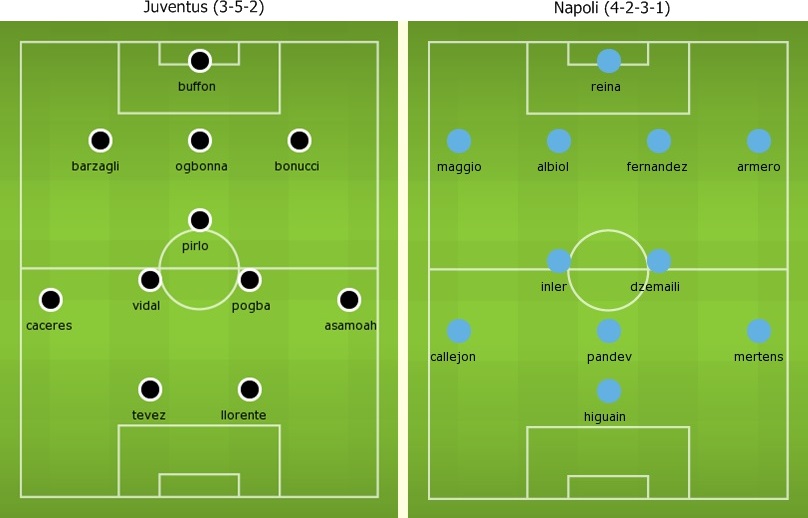 Juventus (3-5-2)
buffon
barzagli ogbonna bonucci
pirlo
vidal pogba
caceres asamoah
tevez llorente
Napoli (4-2-3-1)
reina
maggio albiol fernandez armero
inler dzemaili
callejon pandev mertens
higuain